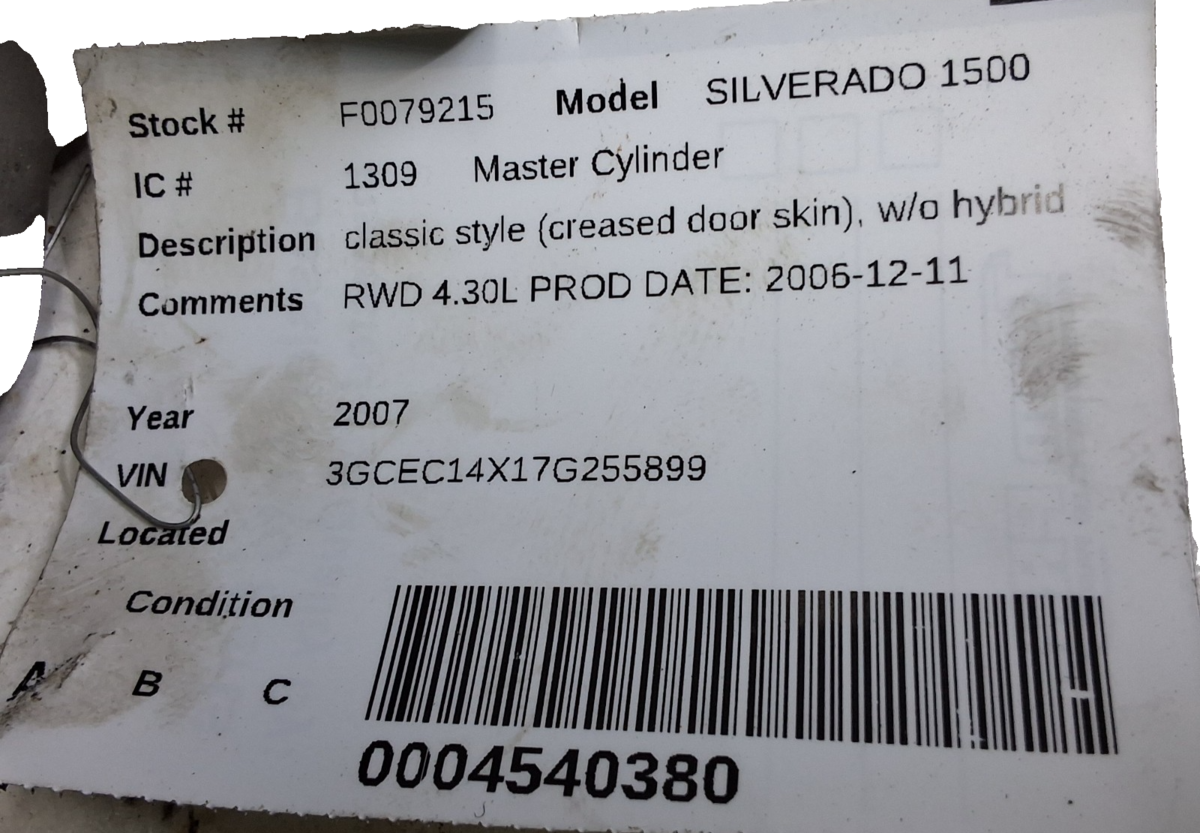 Stock # F0079215 Model SILVERADO 1500
IC # 1309 Master Cylinder
Description classic style (creased door skin), w/o hybrid
Comments RWD 4.30L PROD DATE: 2006-12-11
Year 2007
VIN 3GCEC14X17G255899
Located
Condition
A B C
0004540380